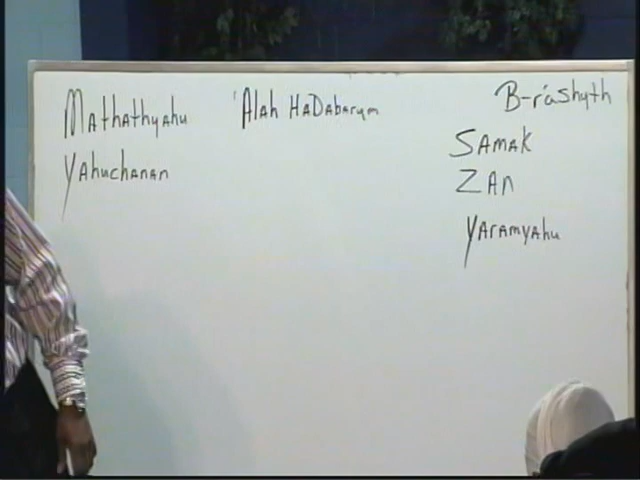 Mathathyahu
Yahuchanan
'Alah HaDabarym
B-ráshyth
Samak
Zan
Yaramyahu